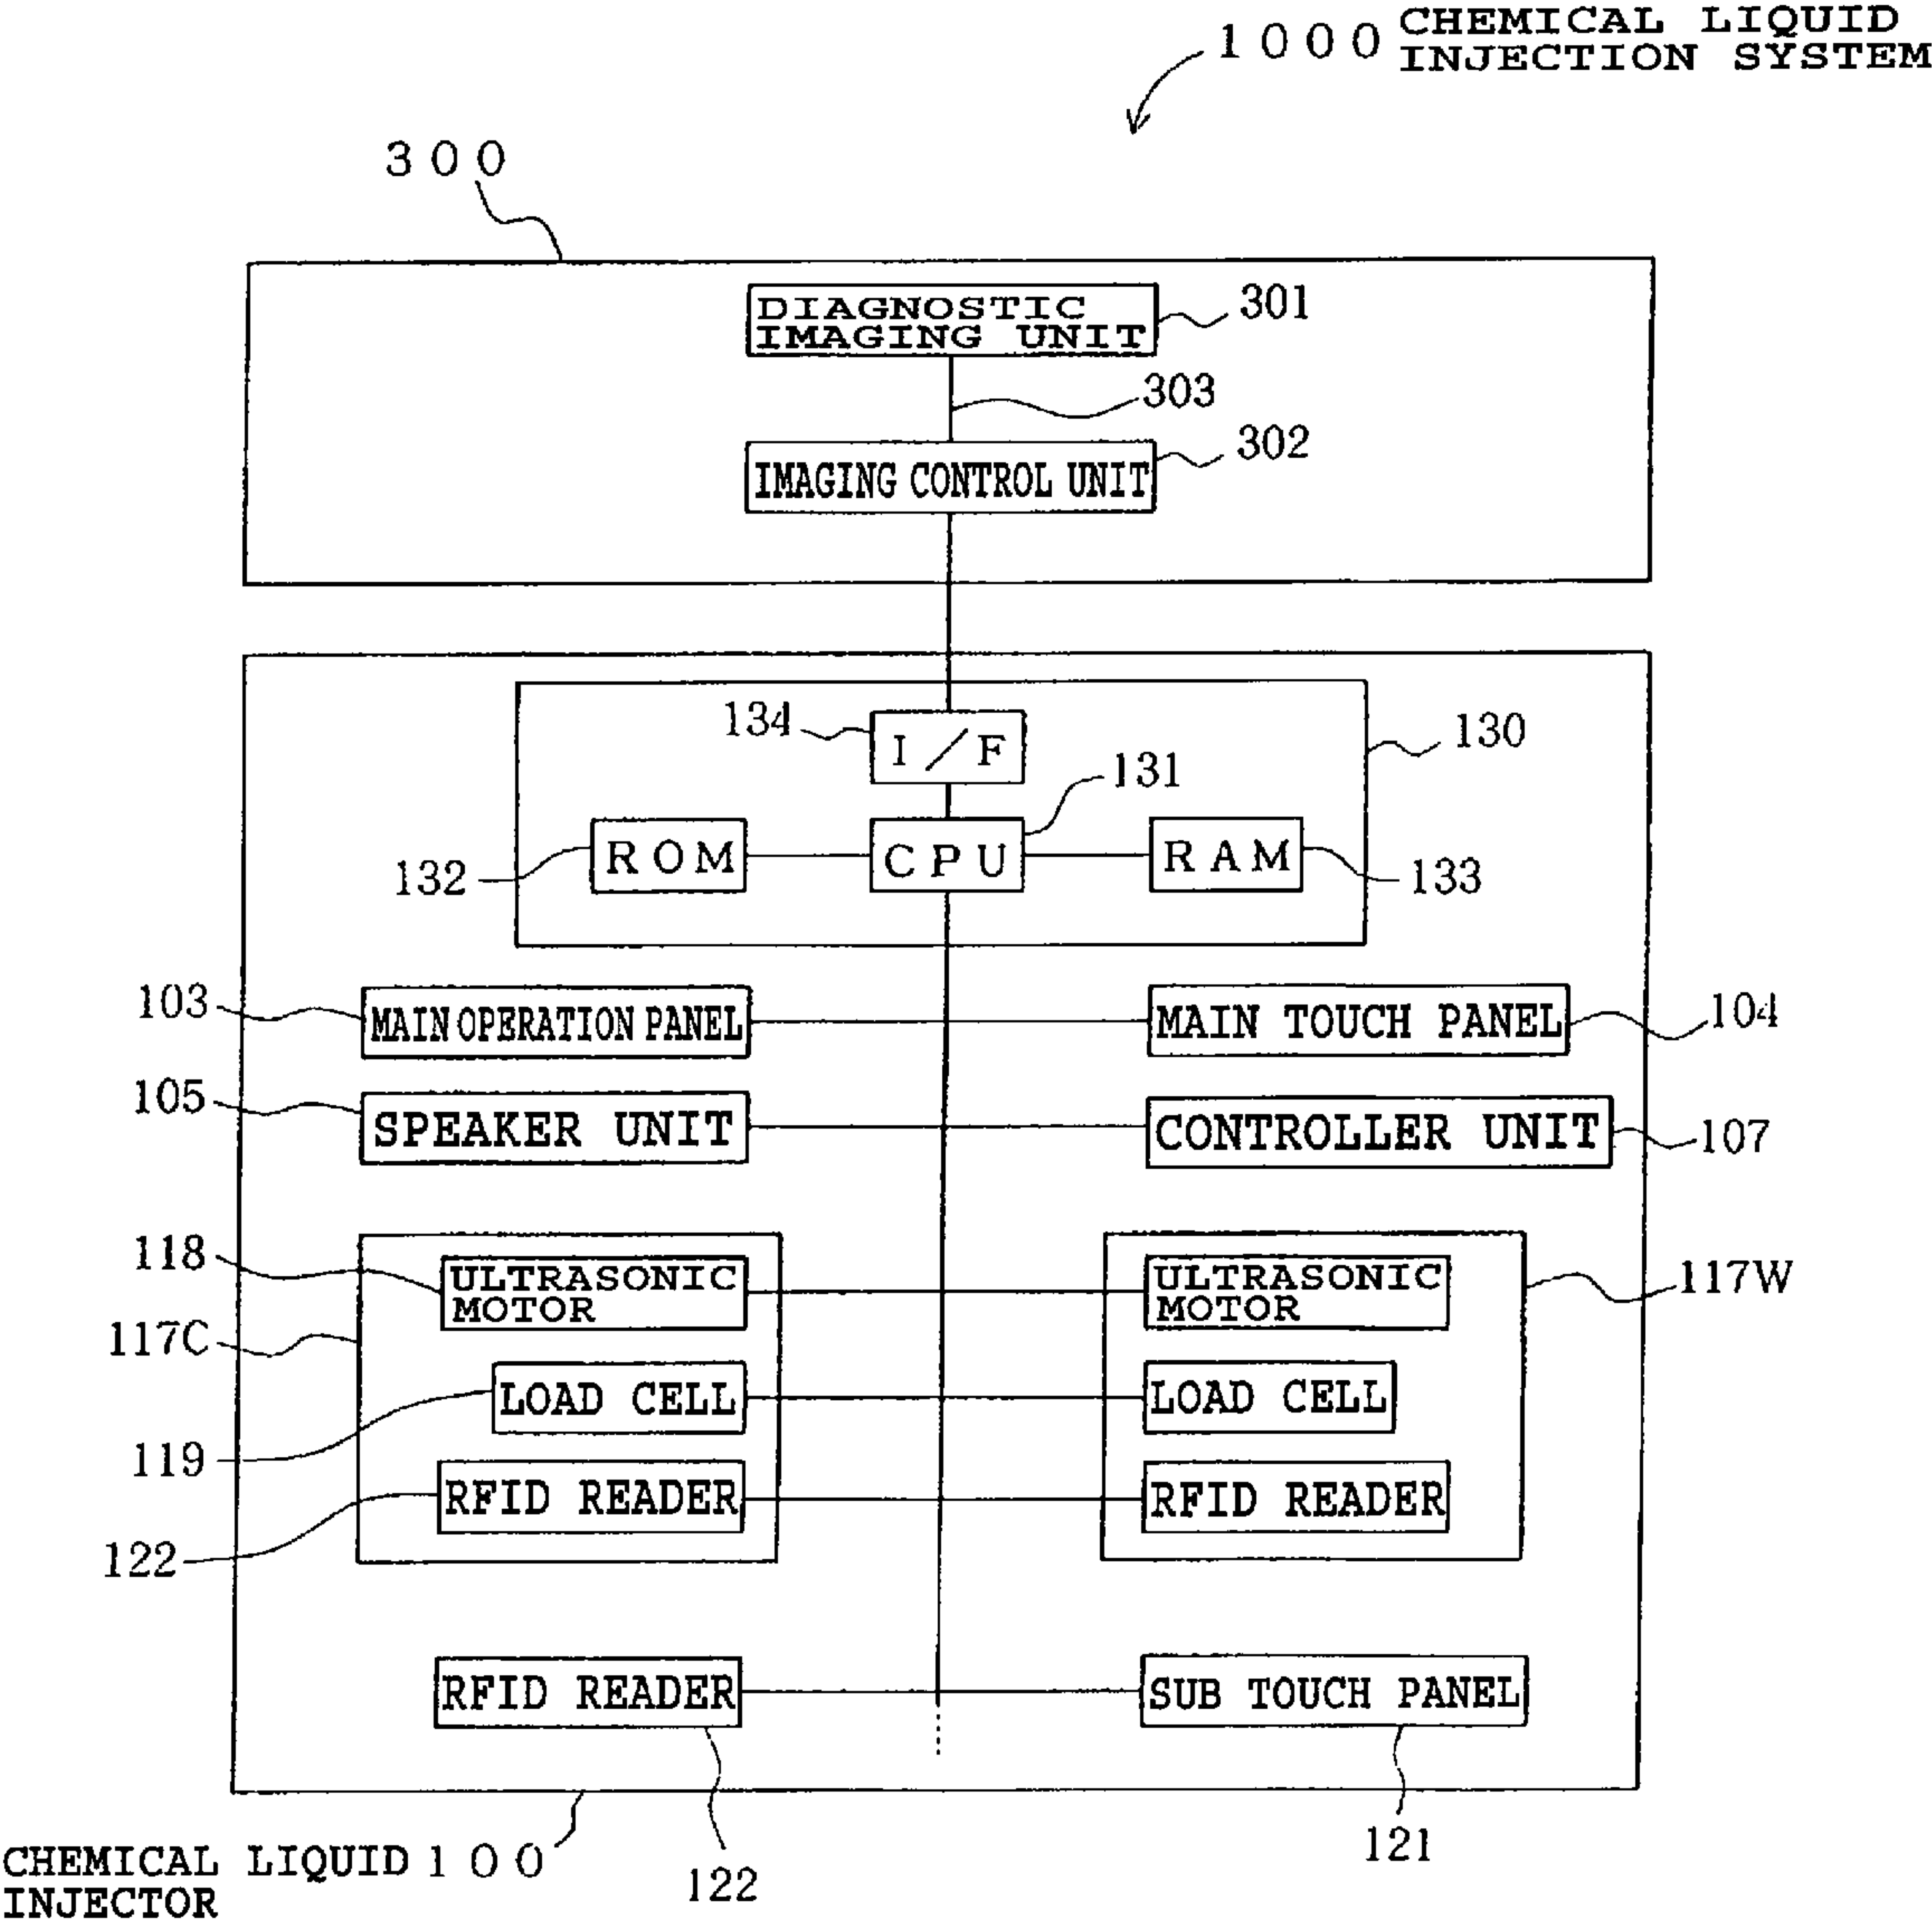 1000 CHEMICAL LIQUID
INJECTION SYSTEM
300
DIAGNOSTIC
IMAGING UNIT
301
303
IMAGING CONTROL UNIT
302
134
I/F
130
131
ROM
CPU
RAM
132
133
103
MAIN OPERATION PANEL
MAIN TOUCH PANEL
104
105
SPEAKER UNIT
CONTROLLER UNIT
107
118
ULTRASONIC
MOTOR
ULTRASONIC
MOTOR
117W
117C
LOAD CELL
LOAD CELL
119
RFID READER
RFID READER
122
RFID READER
SUB TOUCH PANEL
122
121
CHEMICAL LIQUID 100
INJECTOR